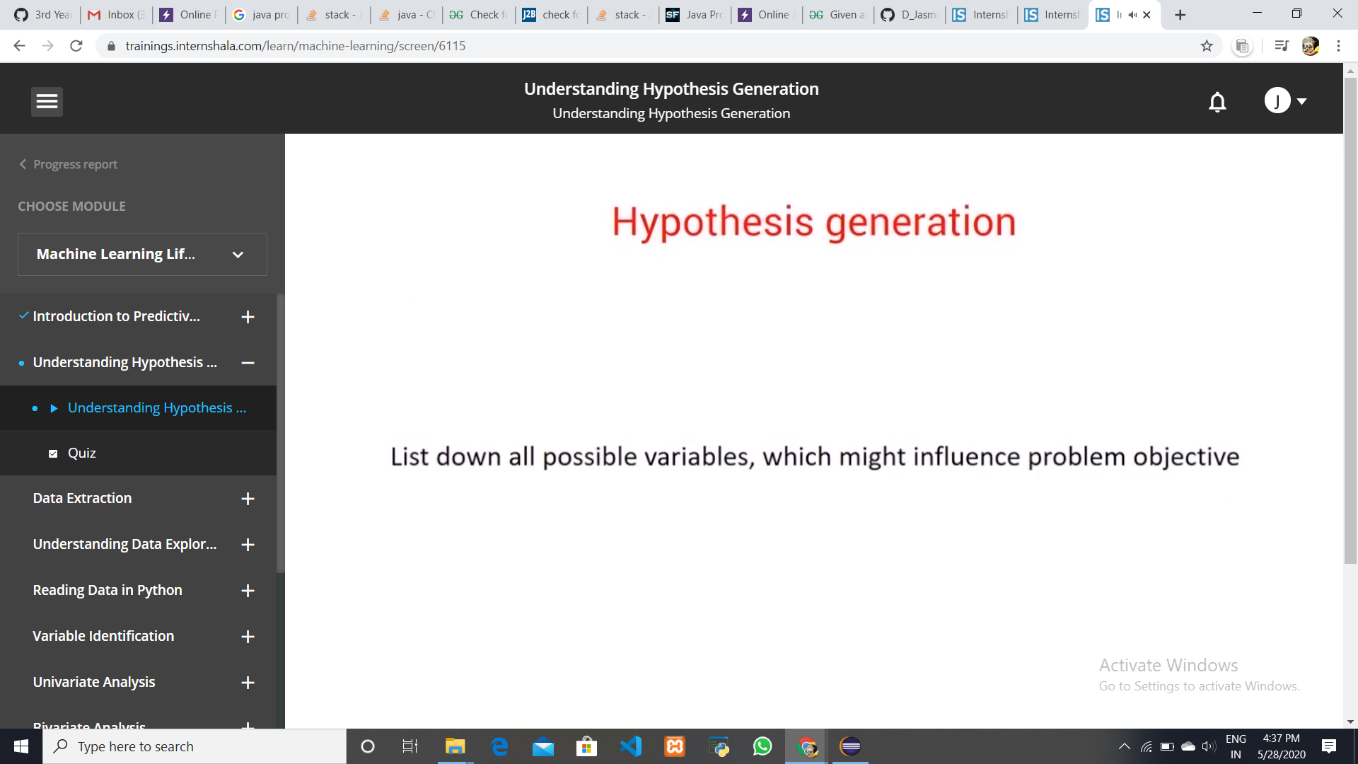 3rd Year
Inbox (3
Online P
java pro
stack - J
java - C
Check f
check fo
stack - J
Java Pro
Online
Given a
D_Jasm
Internsh
Internsh
trainings.internshala.com/learn/machine-learning/screen/6115
Understanding Hypothesis Generation
Understanding Hypothesis Generation
J
Progress report
CHOOSE MODULE
Machine Learning Lif...
Introduction to Predictiv...
Understanding Hypothesis ...
Understanding Hypothesis ...
Quiz
Data Extraction
Understanding Data Explor...
Reading Data in Python
Variable Identification
Univariate Analysis
Bivariate Analysis
Hypothesis generation
List down all possible variables, which might influence problem objective
Activate Windows
Go to Settings to activate Windows.
Type here to search
ENG
IN
4:37 PM
5/28/2020